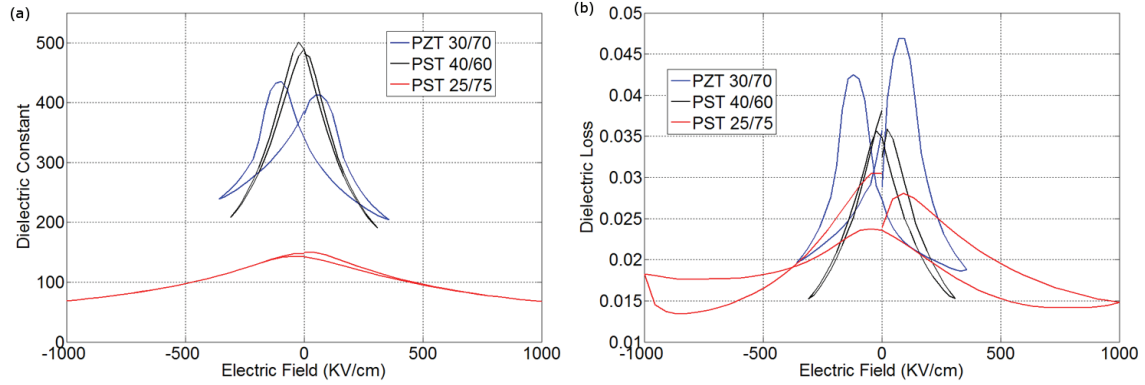 (a)
500
400
300
200
100
0
Dielectric Constant
PZT 30/70
PST 40/60
PST 25/75
-1000
-500
0
500
1000
Electric Field (KV/cm)
(b)
0.05
0.045
0.04
0.035
0.03
0.025
0.02
0.015
0.01
Dielectric Loss
PZT 30/70
PST 40/60
PST 25/75
-1000
-500
0
500
1000
Electric Field (KV/cm)